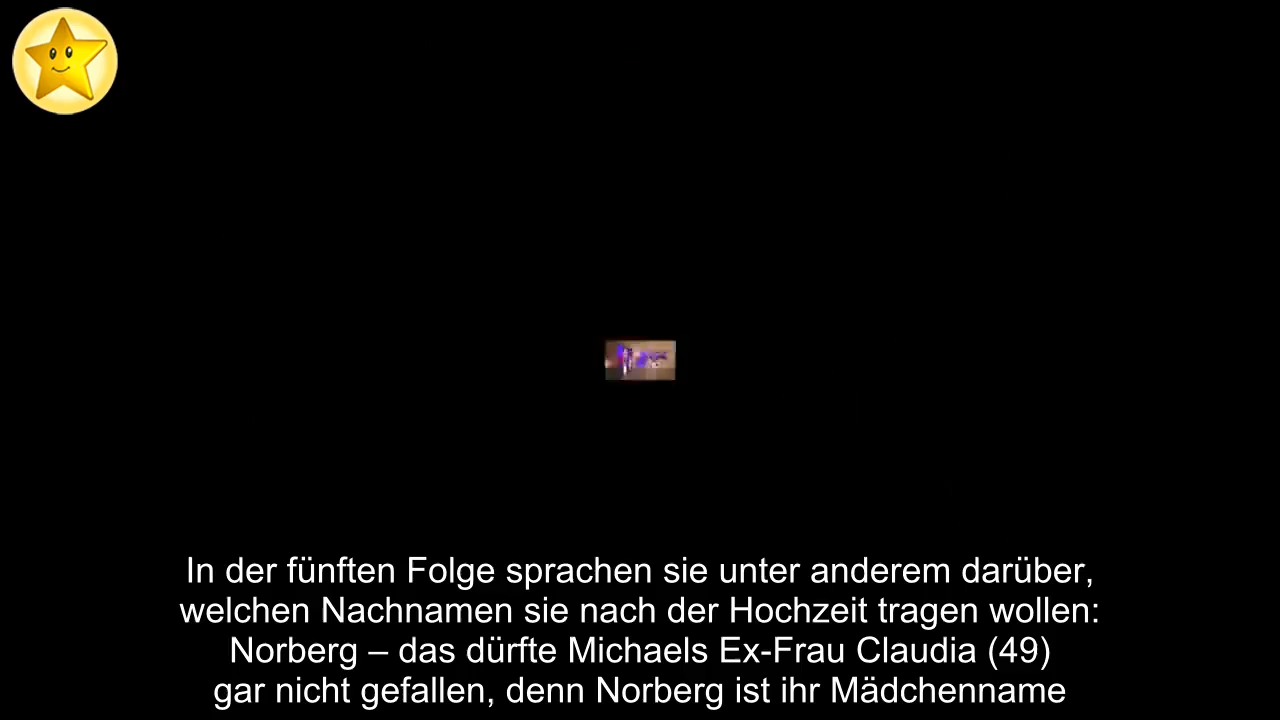 In der fünften Folge sprachen sie unter anderem darüber,
welchen Nachnamen sie nach der Hochzeit tragen wollen:
Norberg – das dürfte Michaels Ex-Frau Claudia (49)
gar nicht gefallen, denn Norberg ist ihr Mädchenname